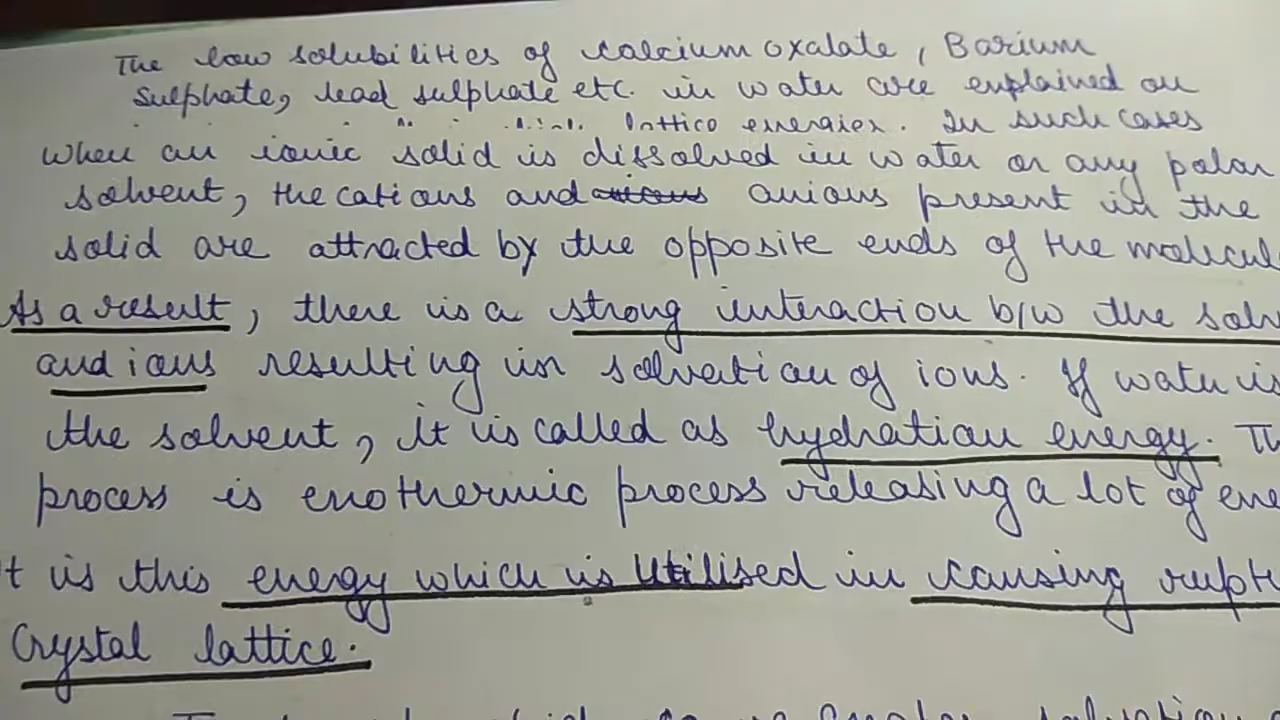 The low solubilities of calcium oxalate, Barium
Sulphate, lead sulphate etc. in water are explained on
lattice energies. In such cases
When an ionic solid is dissolved in water or any polar
solvent, the cations and anions present in the
solid are attracted by the opposite ends of the molecul
As a result, there is a strong interaction b/w the solv
and ions resulting in solvation of ions. If water is
the solvent, it is called as hydration energy. Th
process is exothermic process releasing a lot of ene
t is this energy which is utilised in causing rupt
Crystal lattice.